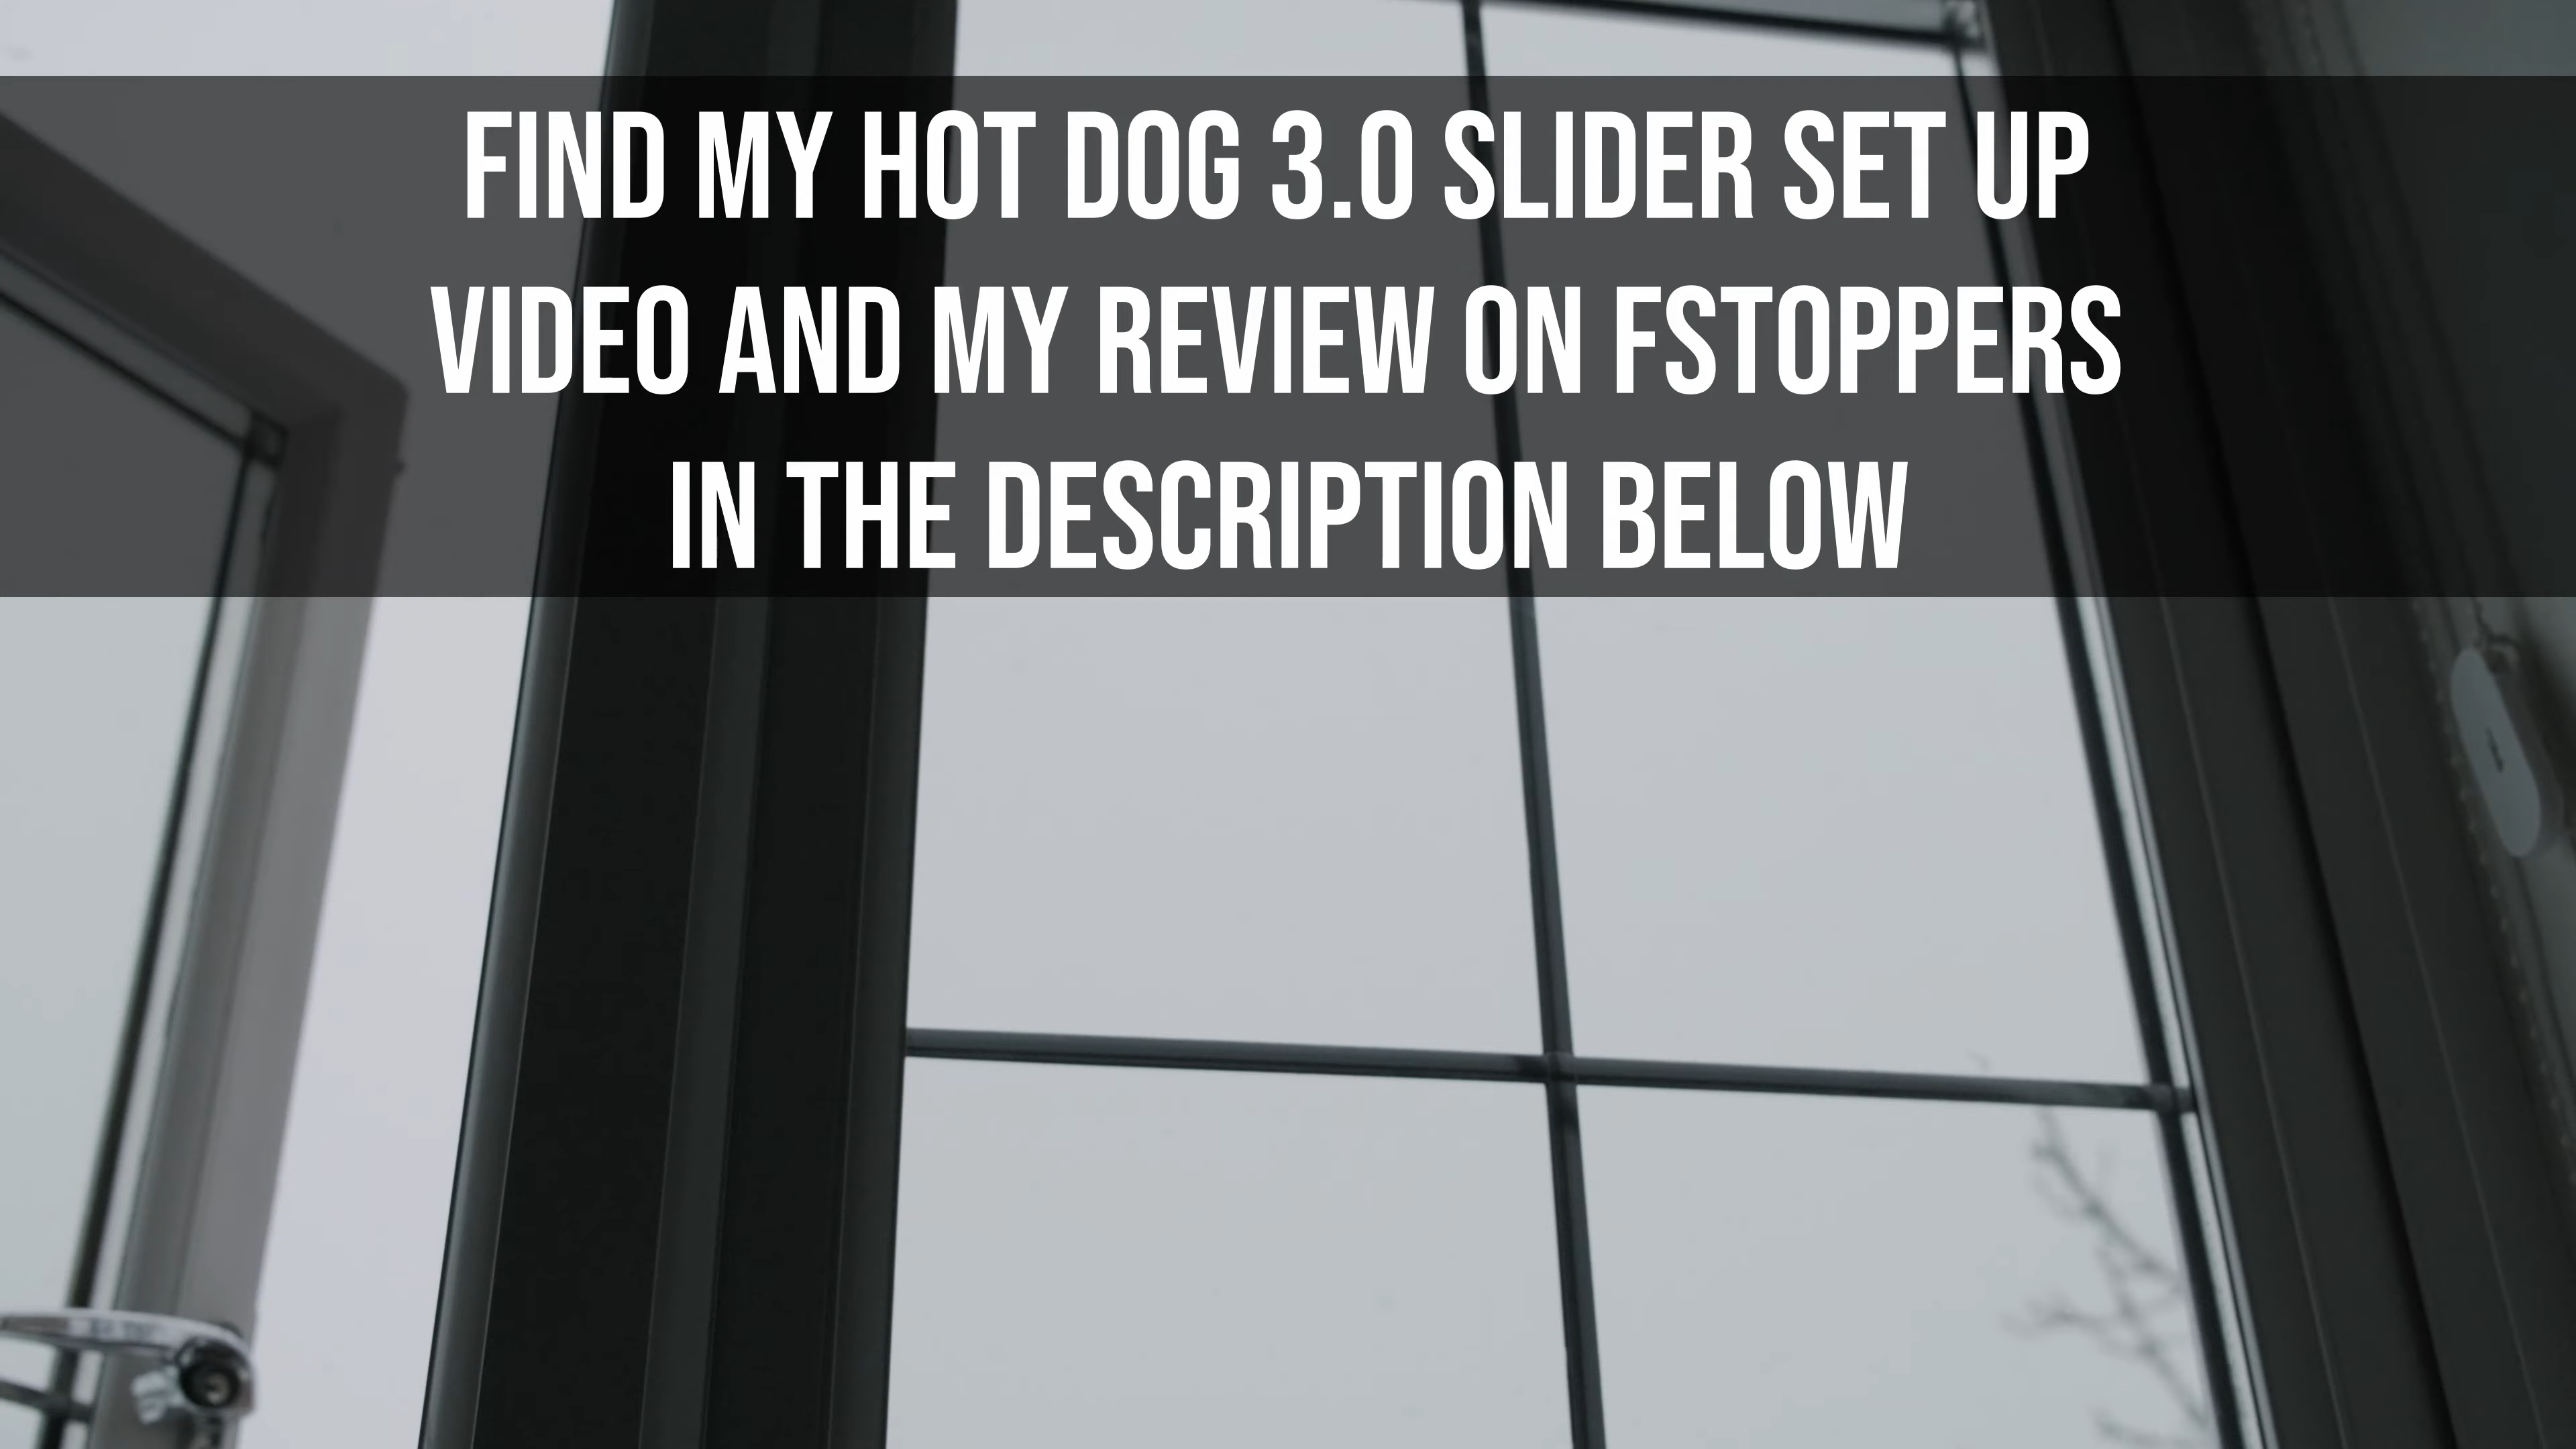 FIND MY HOT DOG 3.0 SLIDER SET UP
VIDEO AND MY REVIEW ON FSTOPPERS
IN THE DESCRIPTION BELOW